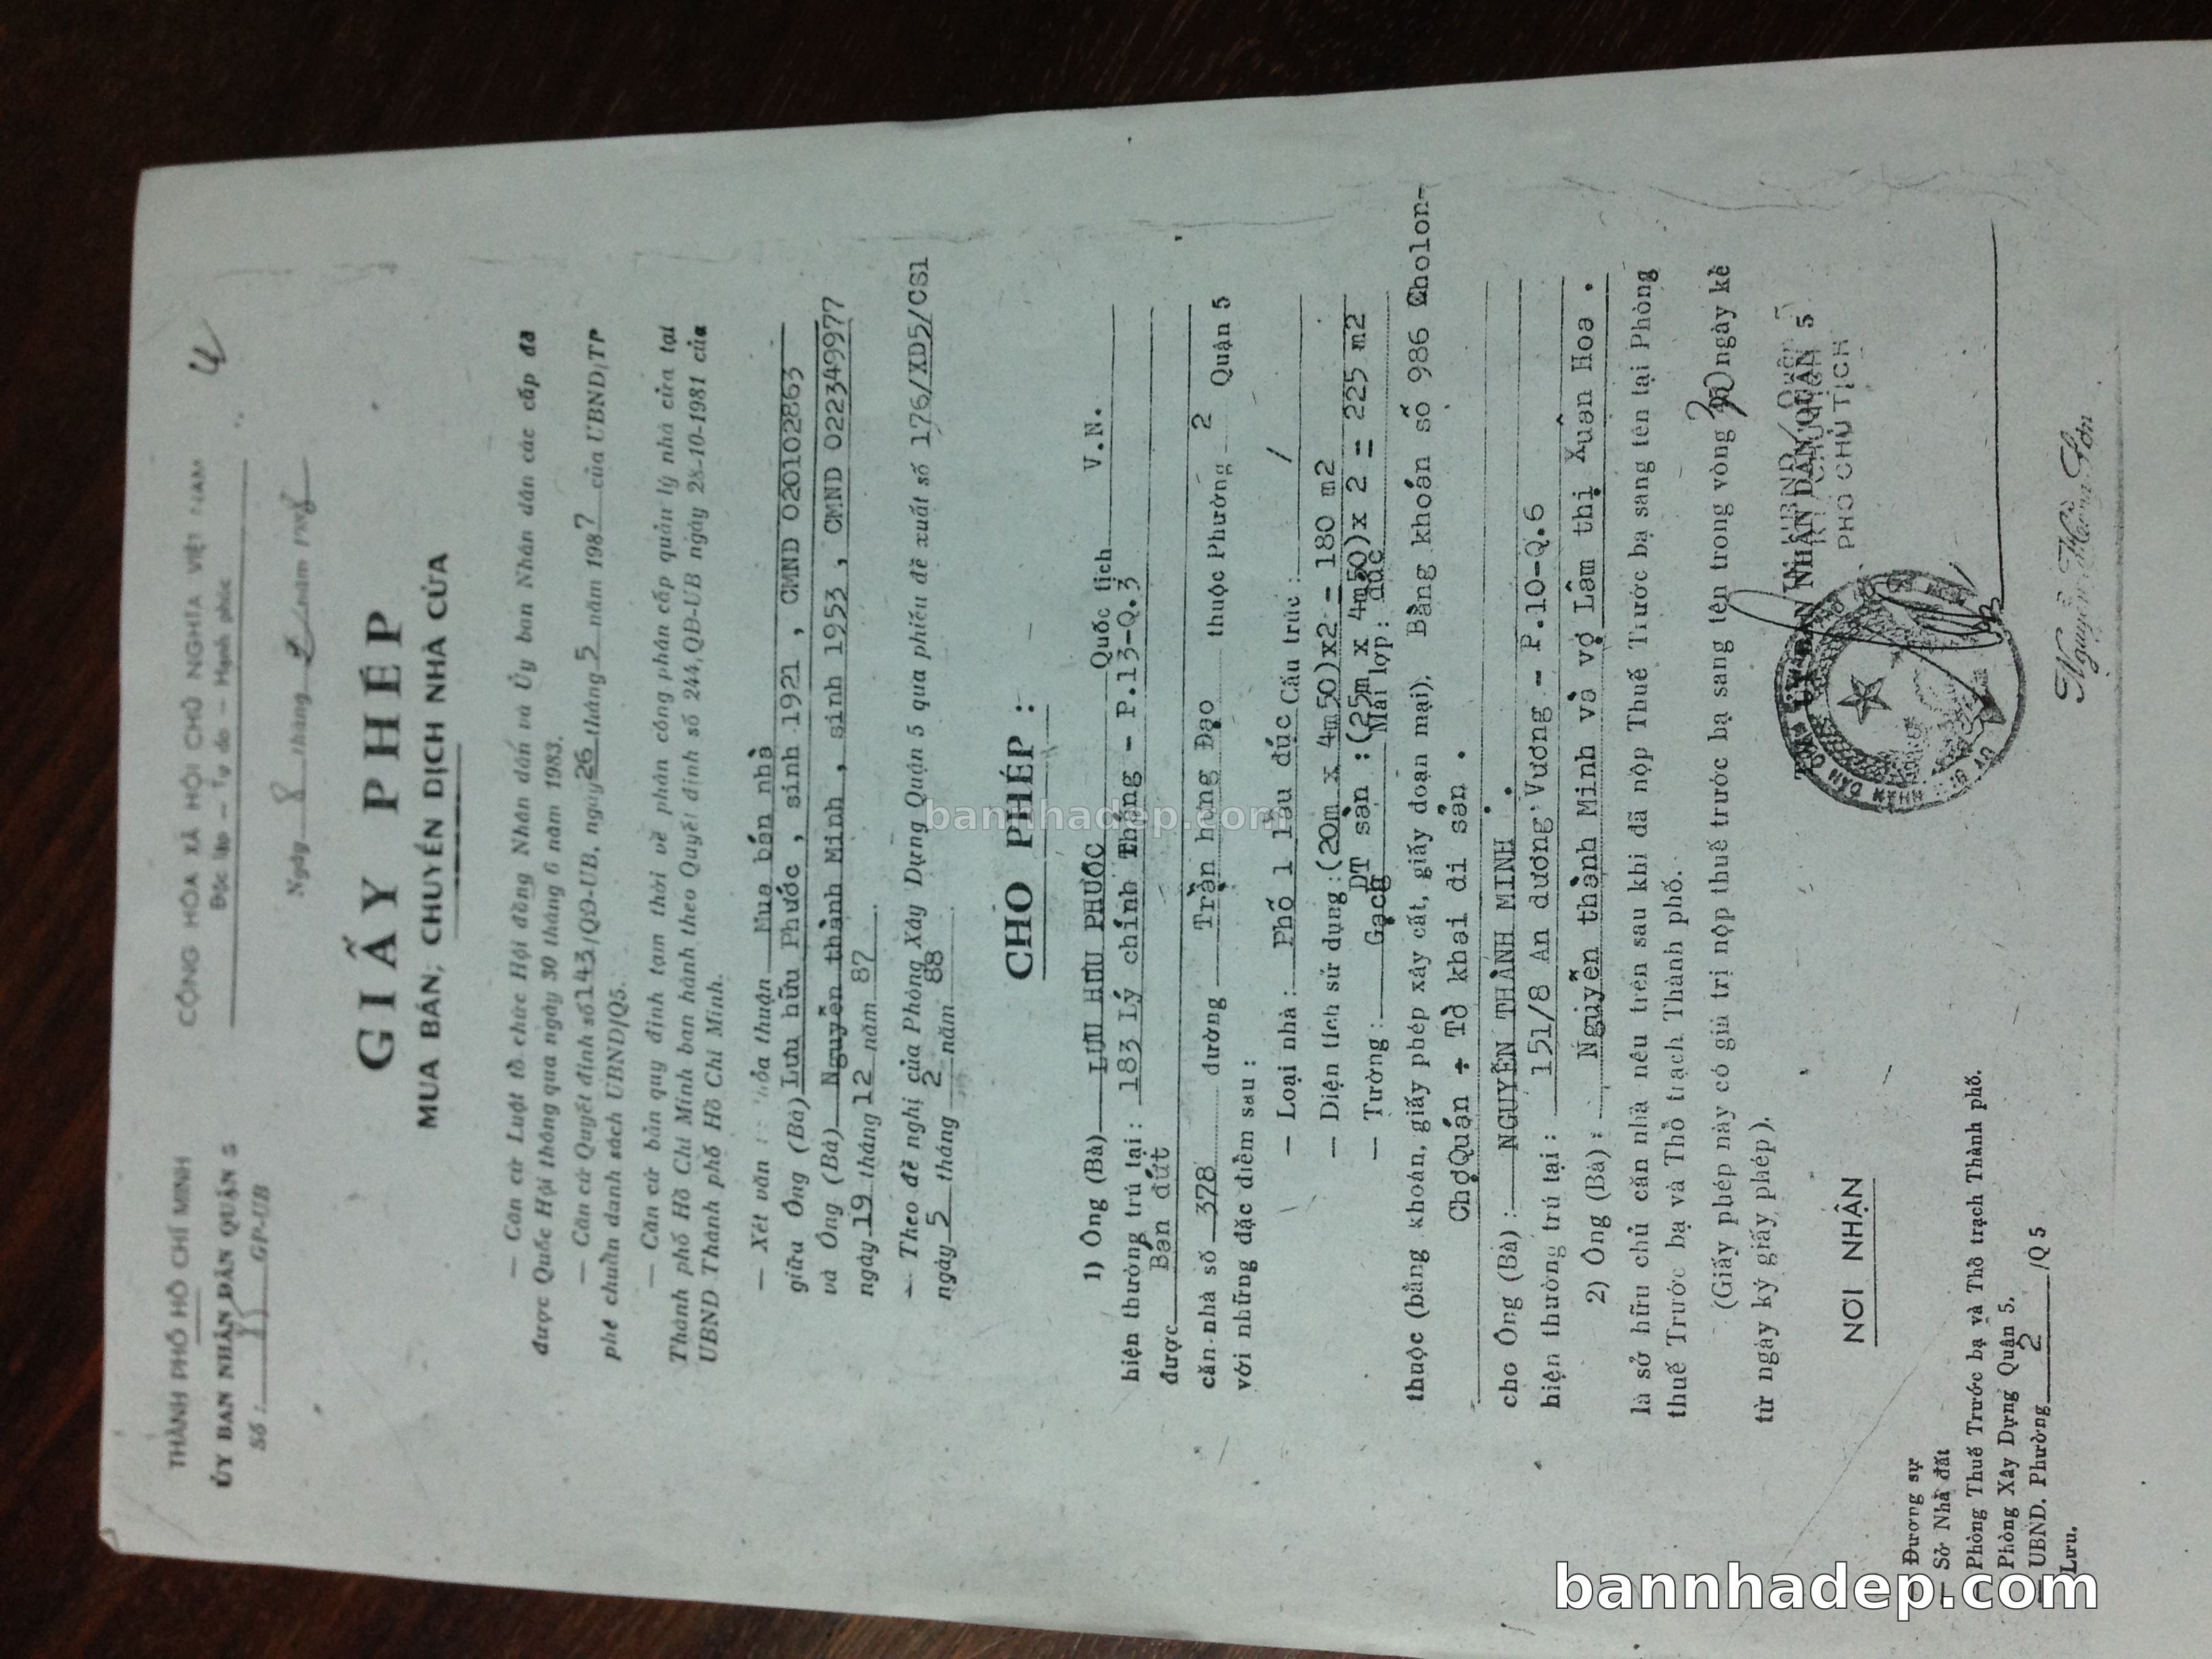 THÀNH PHỐ HỒ CHÍ MINH
ỦY BAN NHÂN DÂN QUẬN 5
Số : GP-UB
CỘNG HÒA XÃ HỘI CHỦ NGHĨA VIỆT NAM
Độc lập — Tự do — Hạnh phúc
Ngày 8 tháng 2 năm
GIẤY PHÉP
MUA BÁN, CHUYỂN DỊCH NHÀ CỬA
— Căn cứ Luật tổ chức Hội đồng Nhân dân và Ủy ban Nhân dân các cấp đã
được Quốc Hội thông qua ngày 30 tháng 6 năm 1983.
— Căn cứ Quyết định số 143/QĐ-UB, ngày 26 tháng 5 năm 1987 của UBND/TP
phê chuẩn danh sách UBND/Q5.
— Căn cứ bản quy định tạm thời về phân công phân cấp quản lý nhà cửa tại
Thành phố Hồ Chí Minh ban hành theo Quyết định số 244/QĐ-UB ngày 28-10-1981 của
UBND Thành phố Hồ Chí Minh.
— Xét văn thỏa thuận Mua bán nhà
giữa Ông (Bà) Lưu hữu Phước , sinh 1921 , CMND 020102863
và Ông (Bà) Nguyễn thành Minh , sinh 1953 , CMND 022349977
ngày 19 tháng 12 năm 87.
— Theo đề nghị của Phòng Xây Dựng Quận 5 qua phiếu đề xuất số 176/XD5/CS1
ngày 5 tháng 2 năm 88.
CHO PHÉP :
1) Ông (Bà) LƯU HỮU PHƯỚC Quốc tịch V.N.
hiện thường trú tại : 183 Lý chính Thắng - P.13-Q.3
được Bán đứt
căn nhà số 378 đường Trần hưng Đạo thuộc Phường 2 Quận 5
với những đặc điểm sau :
— Loại nhà : Phố 1 lầu đúc Cấu trúc : /
— Diện tích sử dụng : (20m x 4m50)x2 = 180 m2
DT sàn : (25m x 4m50)x 2 = 225 m2
— Tường : Gạch Mái lợp : đúc
thuộc (bằng khoán, giấy phép xây cất, giấy đoạn mại). Bằng khoán số 986 Cholon-
ChợQuán + Tờ khai di sản .
cho Ông (Bà) : NGUYỄN THÀNH MINH .
hiện thường trú tại : 151/8 An dương Vương - P.10-Q.6
2) Ông (Bà) : Nguyễn thành Minh và vợ Lâm thị Xuân Hoa .
là sở hữu chủ căn nhà nêu trên sau khi đã nộp Thuế Trước bạ sang tên tại Phòng
thuế Trước bạ và Thổ trạch Thành phố.
(Giấy phép này có giá trị nộp thuế trước bạ sang tên trong vòng 30 ngày kể
từ ngày ký giấy phép).
NHÂN DÂN QUẬN 5
PHÓ CHỦ TỊCH
NƠI NHẬN
— Đương sự
— Sở Nhà đất
— Phòng Thuế Trước bạ và Thổ trạch Thành phố.
— Phòng Xây Dựng Quận 5.
— UBND. Phường 2 /Q 5
— Lưu.
bannhadep.com
bannhadep.com